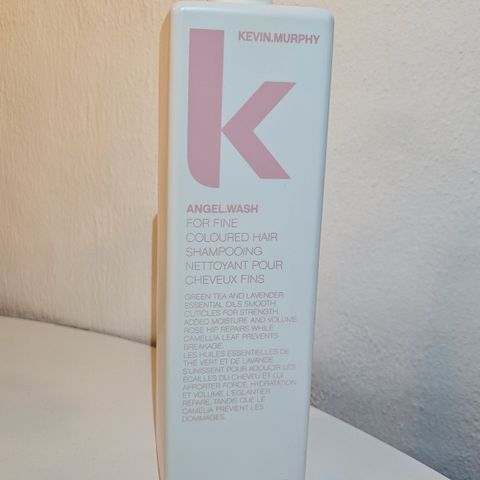 KEVIN.MURPHY
k
ANGEL.WASH
FOR FINE
COLOURED HAIR
SHAMPOOING
NETTOYANT POUR
CHEVEUX FINS
GREEN TEA AND LAVENDER
ESSENTIAL OILS SMOOTH
CUTICLES FOR STRENGTH,
ADDED MOISTURE AND VOLUME.
ROSE HIP REPAIRS WHILE
CAMELLIA LEAF PREVENTS
BREAKAGE.
LES HUILES ESSENTIELLES DE
THÉ VERT ET DE LAVANDE
S'UNISSENT POUR ADOUCIR LES
ÉCAILLES DU CHEVEU ET LUI
APPORTER FORCE, HYDRATATION
ET VOLUME. L'ÉGLANTIER
RÉPARE, TANDIS QUE LE
CAMÉLIA PRÉVIENT LES
DOMMAGES.